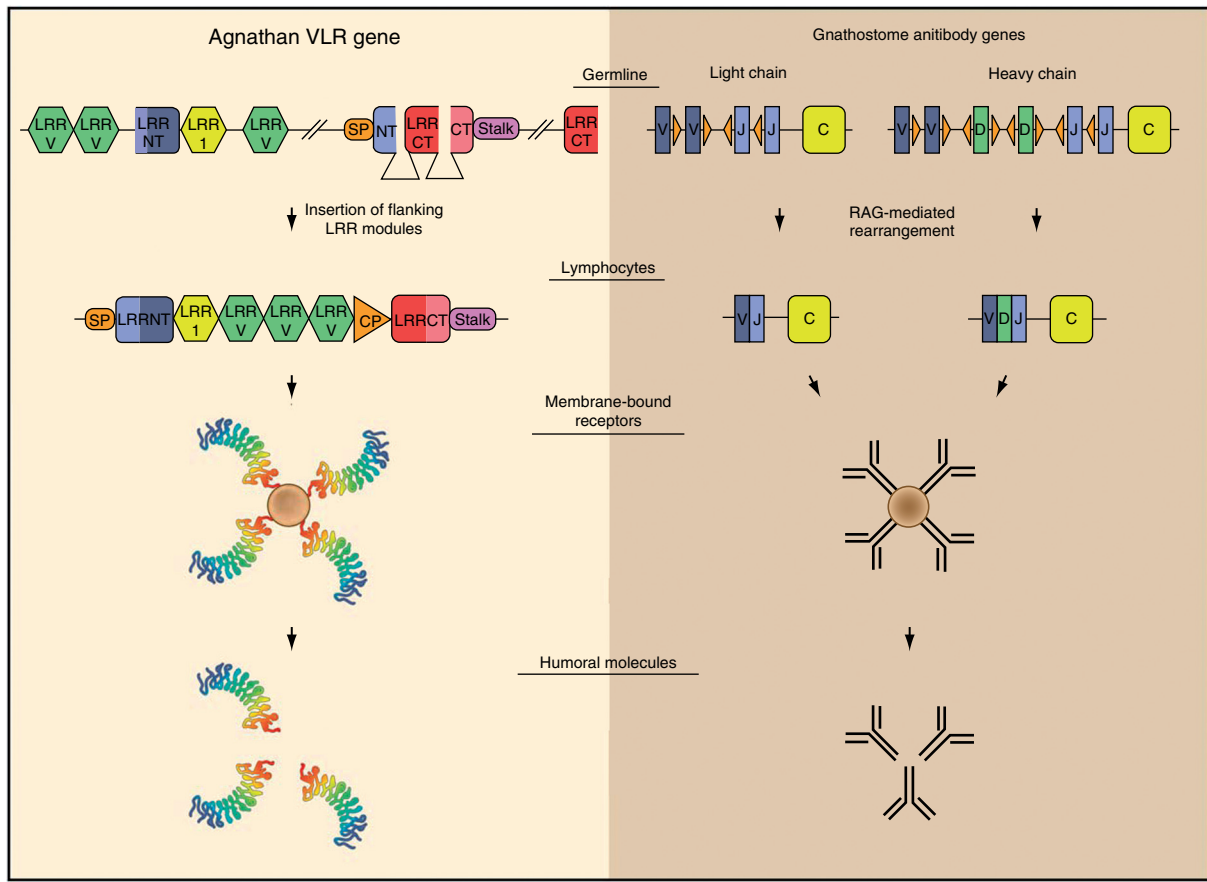 Agnathan VLR gene
Gnathostome anitibody genes
Germline
Light chain
Heavy chain
LRR
V
LRR
V
LRR
NT
LRR
1
LRR
V
SP
NT
LRR
CT
CT
Stalk
LRR
CT
V
V
J
J
C
V
V
D
D
J
J
C
Insertion of flanking
LRR modules
RAG-mediated
rearrangement
Lymphocytes
SP
LRRNT
LRR
1
LRR
V
LRR
V
LRR
V
CP
LRRCT
Stalk
V
J
C
V
D
J
C
Membrane-bound
receptors
Humoral molecules